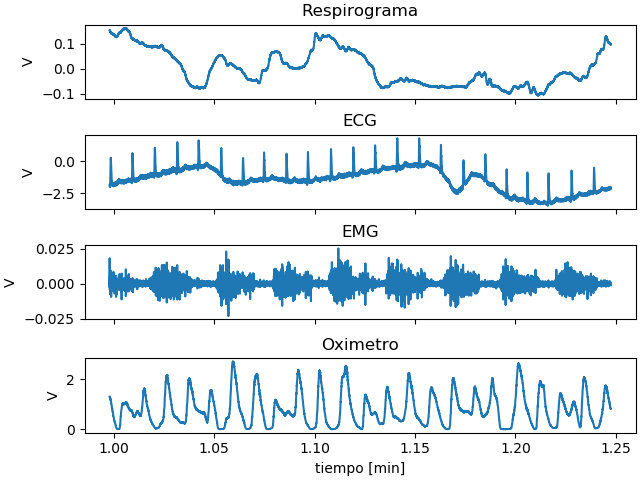 Respirograma
V
0.1
0.0
−0.1
ECG
V
0.0
−2.5
EMG
V
0.025
0.000
−0.025
Oximetro
V
2
0
1.00 1.05 1.10 1.15 1.20 1.25
tiempo [min]